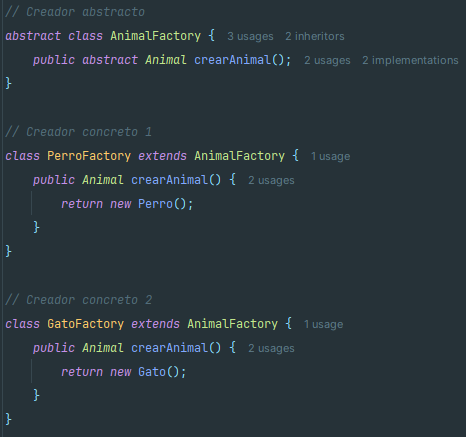 // Creador abstracto
abstract class AnimalFactory {  3 usages  2 inheritors
    public abstract Animal crearAnimal();  2 usages  2 implementations
}

// Creador concreto 1
class PerroFactory extends AnimalFactory {  1 usage
    public Animal crearAnimal() {  2 usages
        return new Perro();
    }
}

// Creador concreto 2
class GatoFactory extends AnimalFactory {  1 usage
    public Animal crearAnimal() {  2 usages
        return new Gato();
    }
}